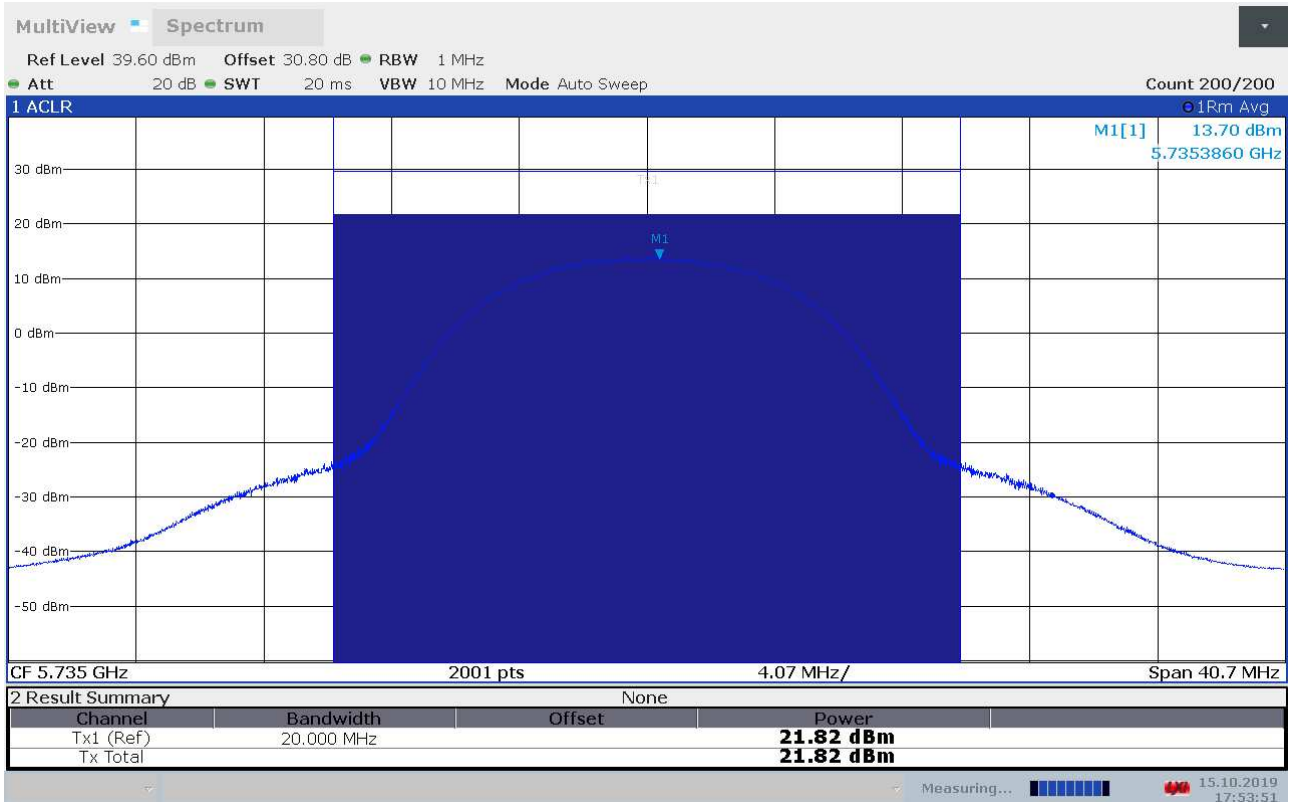 MultiView Spectrum
Ref Level 39.60 dBm Offset 30.80 dB RBW 1 MHz
Att 20 dB SWT 20 ms VBW 10 MHz Mode Auto Sweep Count 200/200
1 ACLR 1Rm Avg
M1[1] 13.70 dBm
5.7353860 GHz
30 dBm
Tx1
20 dBm
M1
10 dBm
0 dBm
-10 dBm
-20 dBm
-30 dBm
-40 dBm
-50 dBm
CF 5.735 GHz 2001 pts 4.07 MHz/ Span 40.7 MHz
2 Result Summary None
Channel Bandwidth Offset Power
Tx1 (Ref) 20.000 MHz 21.82 dBm
Tx Total 21.82 dBm
Measuring... 15.10.2019
17:53:51